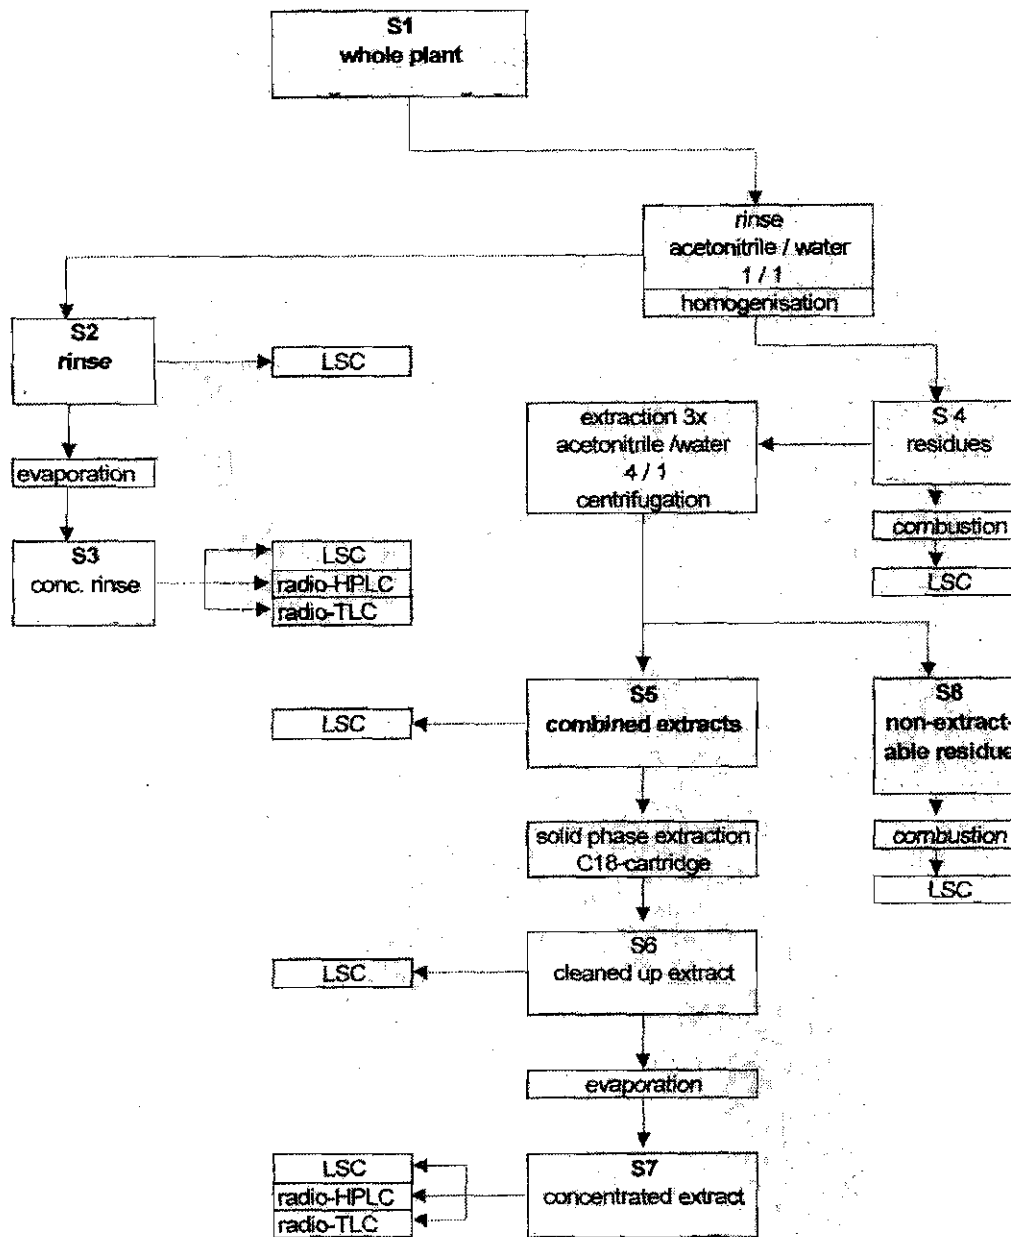 S1
whole plant
rinse
acetonitrile / water
1 / 1
homogenisation
S2
rinse
LSC
evaporation
S3
conc. rinse
LSC
radio-HPLC
radio-TLC
extraction 3x
acetonitrile /water
4 / 1
centrifugation
S 4
residues
combustion
LSC
S5
combined extracts
LSC
S8
non-extract-
able residue
combustion
LSC
solid phase extraction
C18-cartridge
S6
cleaned up extract
LSC
evaporation
S7
concentrated extract
LSC
radio-HPLC
radio-TLC